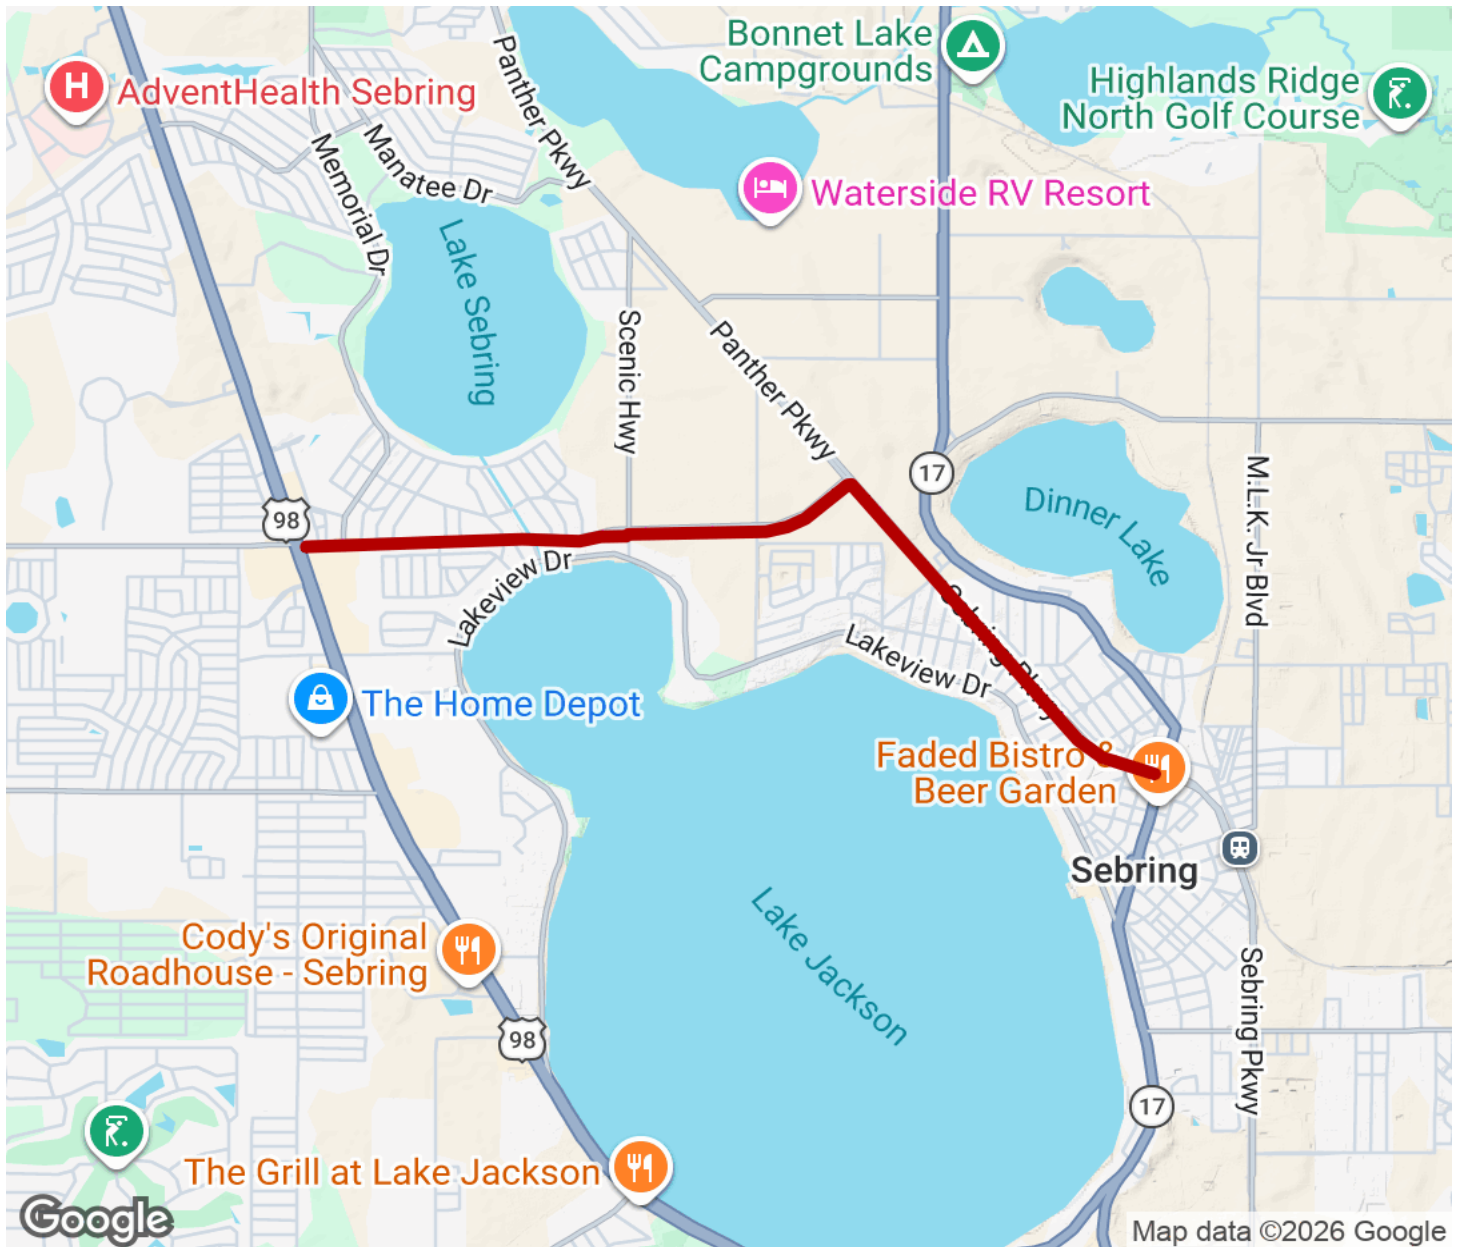 Bonnet Lake
Campgrounds
Highlands Ridge
North Golf Course
H
AdventHealth Sebring
Panther Pkwy
Manatee Dr
Memorial Dr
Waterside RV Resort
Lake Sebring
Scenic Hwy
Panther Pkwy
17
M.L.K. Jr Blvd
Dinner Lake
98
Lakeview Dr
Sebring Pkwy
Lakeview Dr
The Home Depot
Faded Bistro &
Beer Garden
Sebring
Lake Jackson
Cody's Original
Roadhouse - Sebring
Sebring Pkwy
98
17
The Grill at Lake Jackson
Google
Map data ©2026 Google